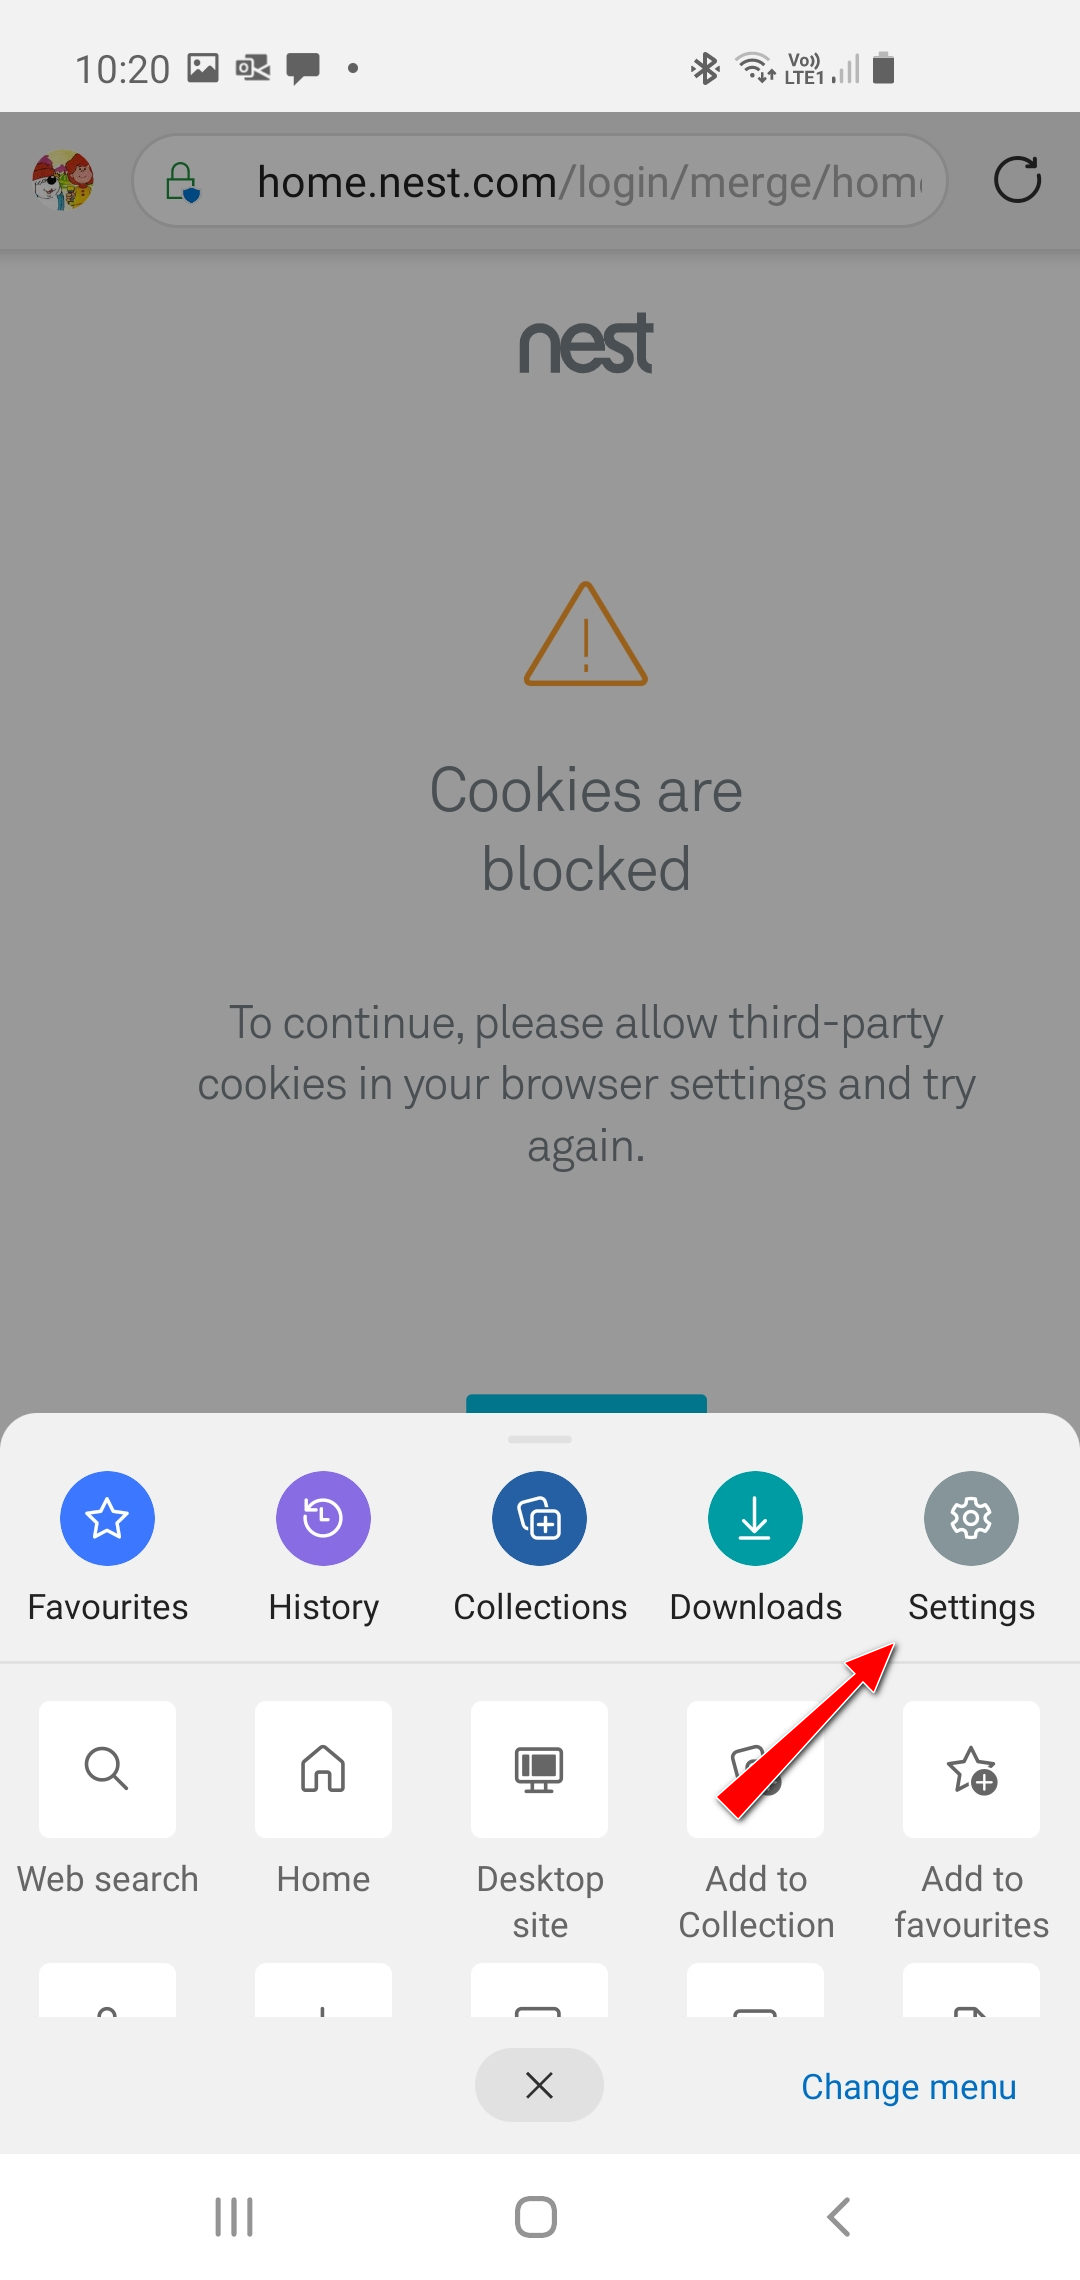 10:20
Vo))
LTE1
home.nest.com/login/merge/hom
nest
Cookies are
blocked
To continue, please allow third-party
cookies in your browser settings and try
again.
Favourites History Collections Downloads Settings
Web search Home Desktop site Add to Collection Add to favourites
Change menu